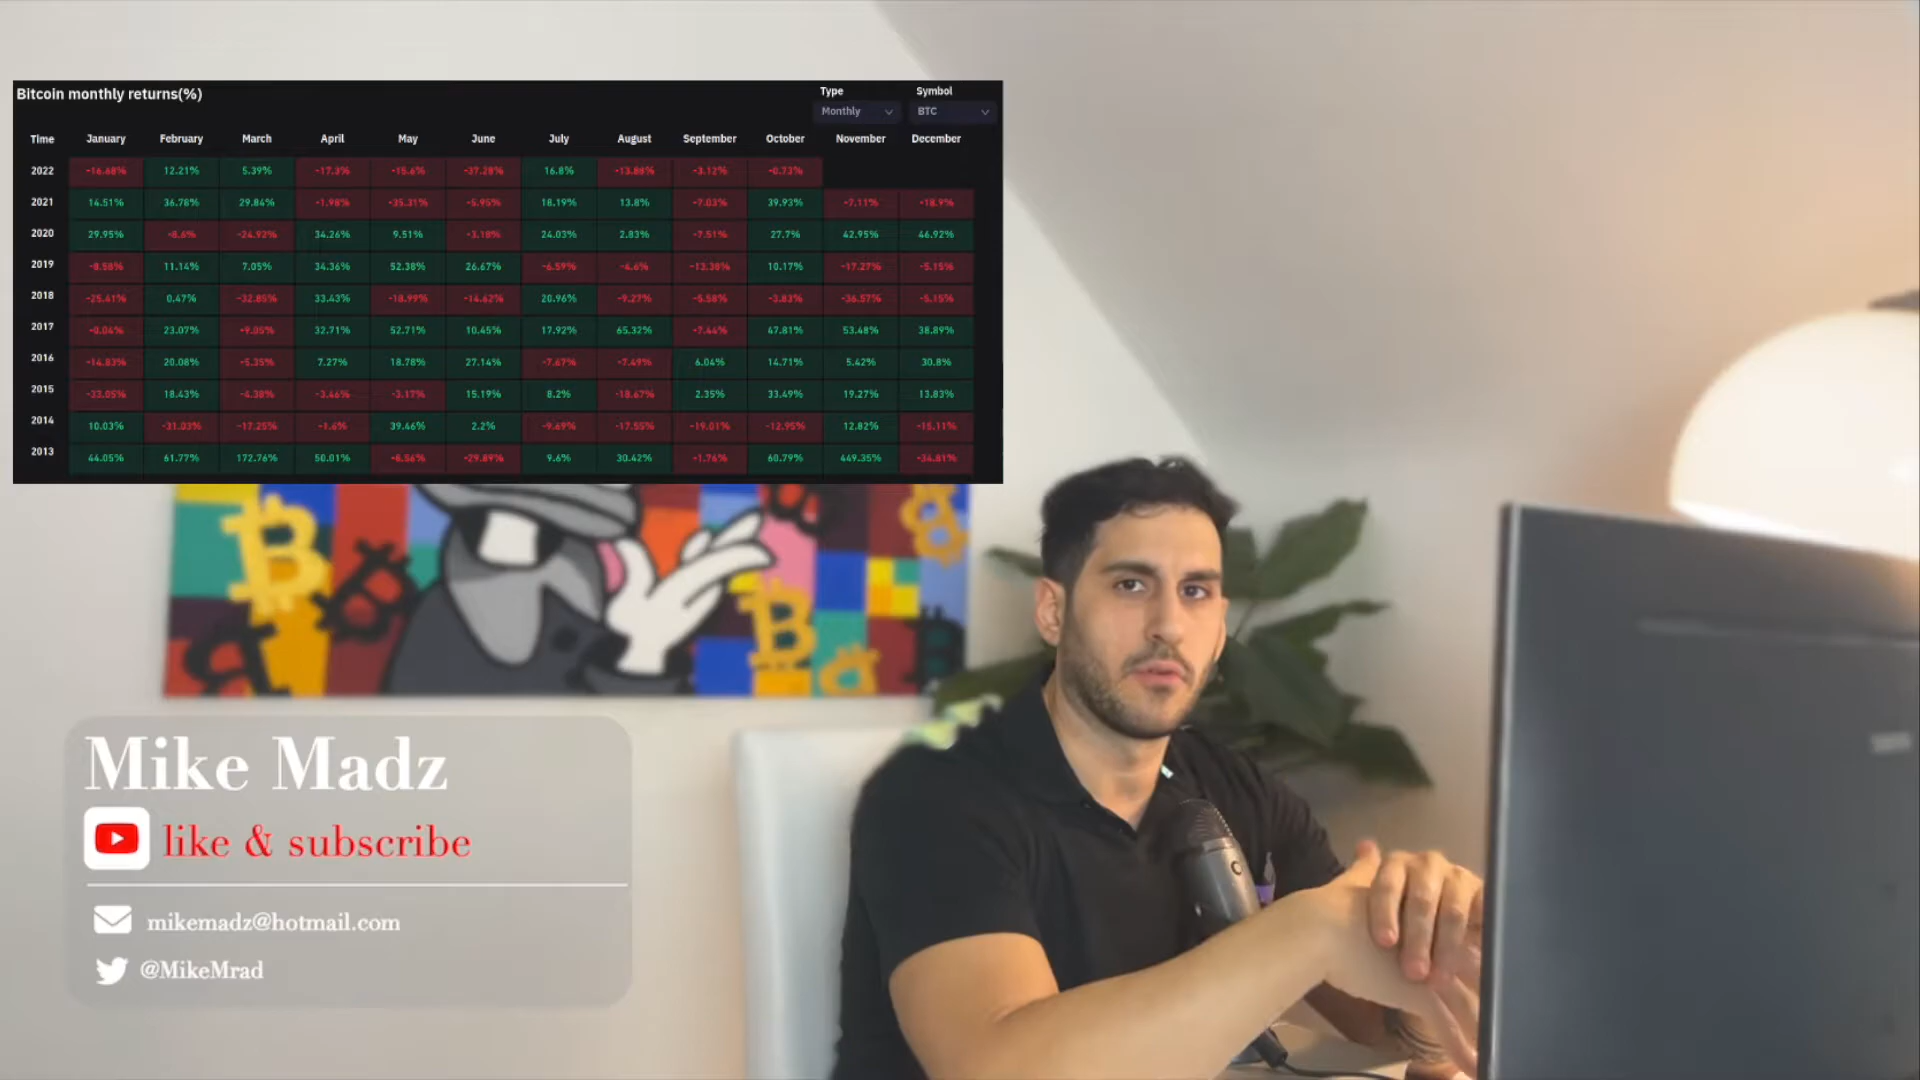 Bitcoin monthly returns(%)
Type Symbol
Monthly BTC
Time January February March April May June July August September October November December
2022 -16.68% 12.21% 5.39% -17.3% -15.6% -37.28% 16.8% -13.88% -3.12% -0.73%
2021 14.51% 36.78% 29.84% -1.98% -35.31% -5.95% 18.19% 13.8% -7.03% 39.93% -7.11% -18.9%
2020 29.95% -8.6% -24.92% 34.26% 9.51% -3.18% 24.03% 2.83% -7.51% 27.7% 42.95% 46.92%
2019 -8.58% 11.14% 7.05% 34.36% 52.38% 26.67% -6.59% -4.6% -13.38% 10.17% -17.27% -5.15%
2018 -25.41% 0.47% -32.85% 33.43% -18.99% -14.62% 20.96% -9.27% -5.58% -3.83% -36.57% -5.15%
2017 -0.04% 23.07% -9.05% 32.71% 52.71% 10.45% 17.92% 65.32% -7.44% 47.81% 53.48% 38.89%
2016 -14.83% 20.08% -5.35% 7.27% 18.78% 27.14% -7.67% -7.49% 6.04% 14.71% 5.42% 30.8%
2015 -33.05% 18.43% -4.38% -3.46% -3.17% 15.19% 8.2% -18.67% 2.35% 33.49% 19.27% 13.83%
2014 10.03% -31.03% -17.25% -1.6% 39.46% 2.2% -9.69% -17.55% -19.01% -12.95% 12.82% -15.11%
2013 44.05% 61.77% 172.76% 50.01% -8.56% -29.89% 9.6% 30.42% -1.76% 60.79% 449.35% -34.81%
Mike Madz
like & subscribe
mikemadz@hotmail.com
@MikeMrad